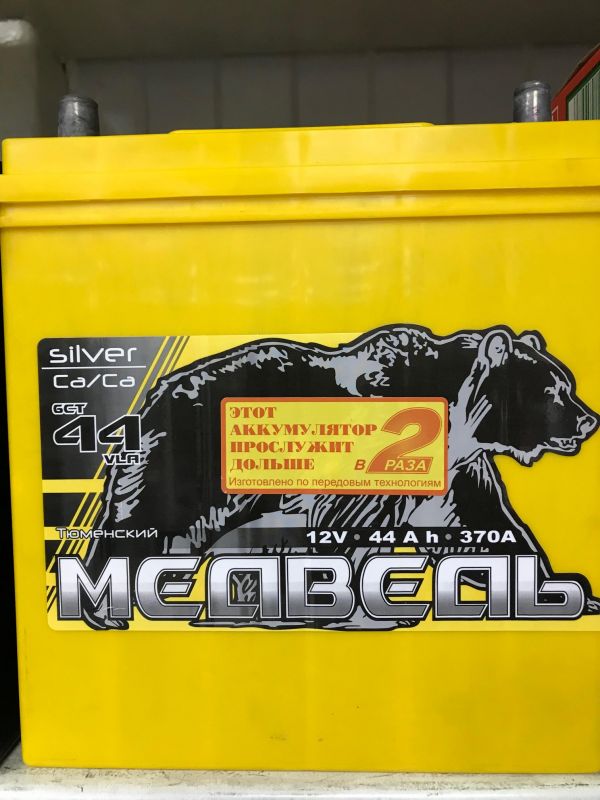 Silver
Ca/Ca
6СТ
44
VLA
ЭТОТ
АККУМУЛЯТОР
ПРОСЛУЖИТ
ДОЛЬШЕ В 2 РАЗА
Изготовлено по передовым технологиям
Тюменский
12V • 44 A h • 370A
МЕДВЕДЬ